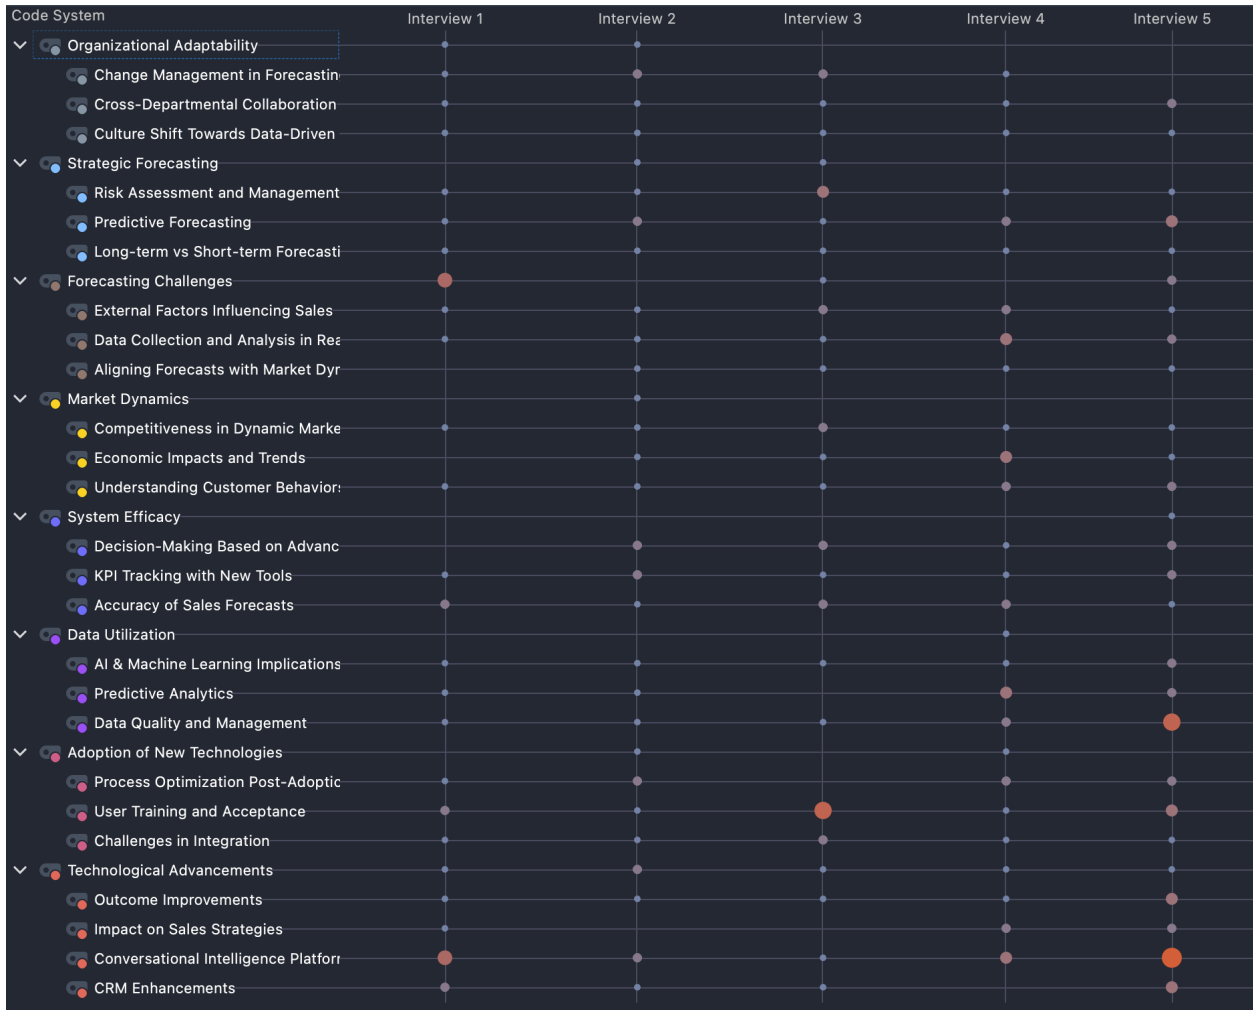 Code System
Interview 1 Interview 2 Interview 3 Interview 4 Interview 5
Organizational Adaptability
Change Management in Forecastin
Cross-Departmental Collaboration
Culture Shift Towards Data-Driven
Strategic Forecasting
Risk Assessment and Management
Predictive Forecasting
Long-term vs Short-term Forecasti
Forecasting Challenges
External Factors Influencing Sales
Data Collection and Analysis in Rea
Aligning Forecasts with Market Dyr
Market Dynamics
Competitiveness in Dynamic Marke
Economic Impacts and Trends
Understanding Customer Behaviors
System Efficacy
Decision-Making Based on Advanc
KPI Tracking with New Tools
Accuracy of Sales Forecasts
Data Utilization
AI & Machine Learning Implications
Predictive Analytics
Data Quality and Management
Adoption of New Technologies
Process Optimization Post-Adoptic
User Training and Acceptance
Challenges in Integration
Technological Advancements
Outcome Improvements
Impact on Sales Strategies
Conversational Intelligence Platforr
CRM Enhancements